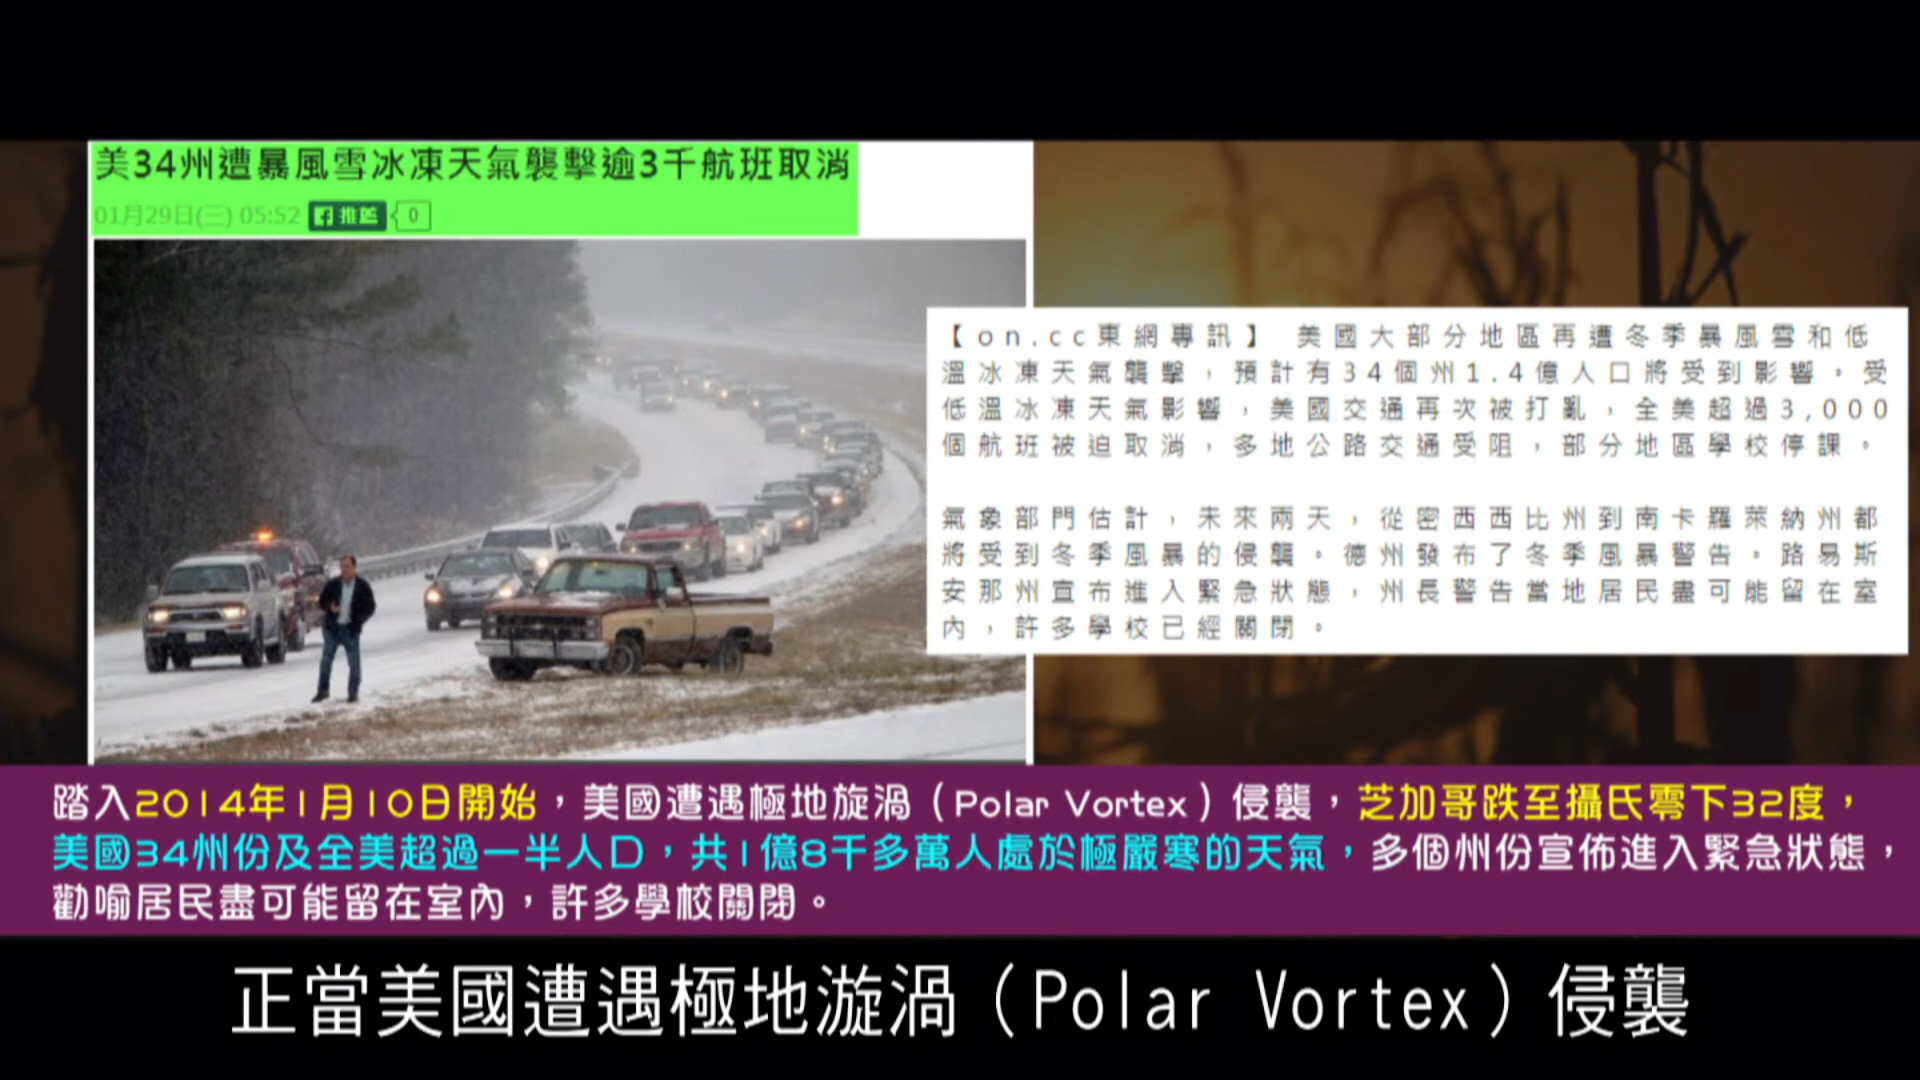 美34州遭暴風雪冰凍天氣襲擊逾3千航班取消
01月29日(三) 05:52 推薦 0
【on.cc東網專訊】 美國大部分地區再遭冬季暴風雪和低
溫冰凍天氣襲擊，預計有34個州1.4億人口將受到影響。受
低溫冰凍天氣影響，美國交通再次被打亂，全美超過3,000
個航班被迫取消，多地公路交通受阻，部分地區學校停課。
氣象部門估計，未來兩天，從密西西比州到南卡羅萊納州都
將受到冬季風暴的侵襲。德州發布了冬季風暴警告。路易斯
安那州宣布進入緊急狀態，州長警告當地居民盡可能留在室
內，許多學校已經關閉。
踏入2014年1月10日開始，美國遭遇極地旋渦（Polar Vortex）侵襲，芝加哥跌至攝氏零下32度，
美國34州份及全美超過一半人口，共1億8千多萬人處於極嚴寒的天氣，多個州份宣佈進入緊急狀態，
勸喻居民盡可能留在室內，許多學校關閉。
正當美國遭遇極地漩渦（Polar Vortex）侵襲